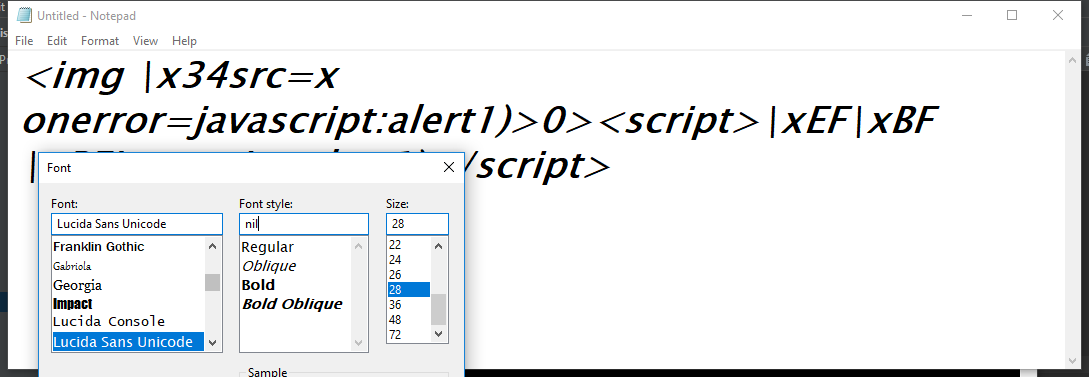 Untitled - Notepad
File Edit Format View Help
<img |x34src=x
onerror=javascript:alert1)>0><script>|xEF|xBF
/script>
Font
Font:
Font style:
Size:
Lucida Sans Unicode
nil
28
Franklin Gothic
Gabriola
Georgia
Impact
Lucida Console
Lucida Sans Unicode
Regular
Oblique
Bold
Bold Oblique
22
24
26
28
36
48
72
Sample